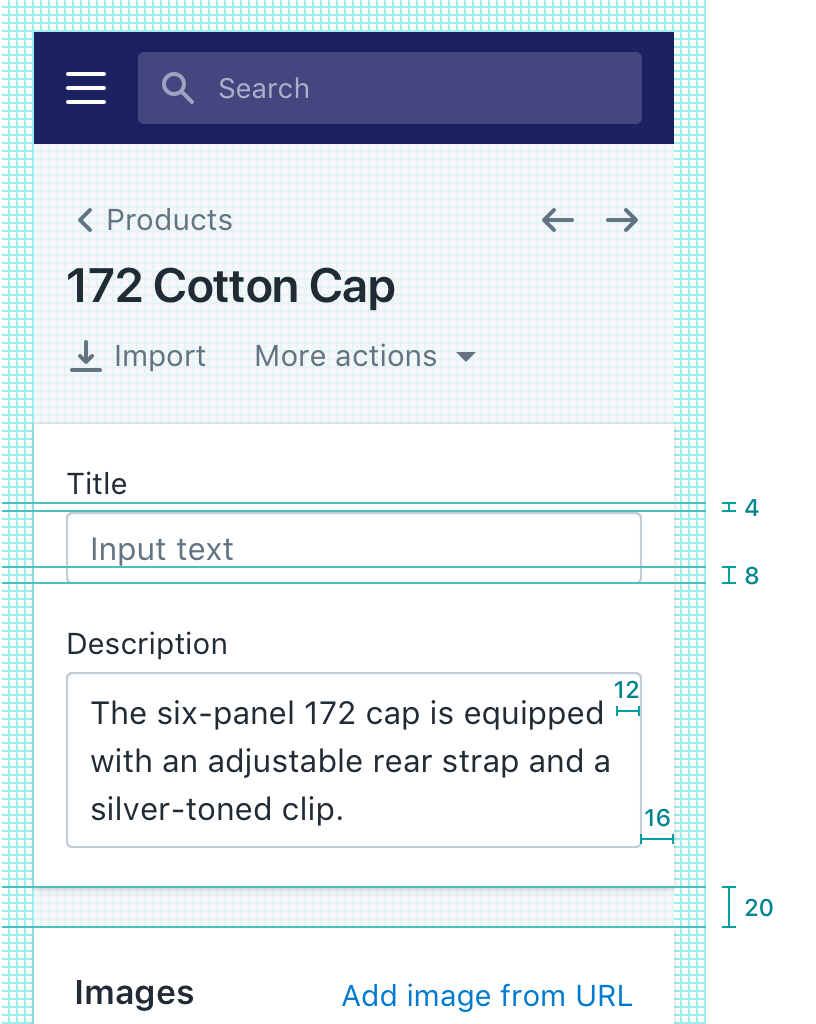 Search
Products
172 Cotton Cap
Import More actions
Title
4
Input text
8
Description
12
The six-panel 172 cap is equipped
with an adjustable rear strap and a
silver-toned clip.
16
20
Images Add image from URL